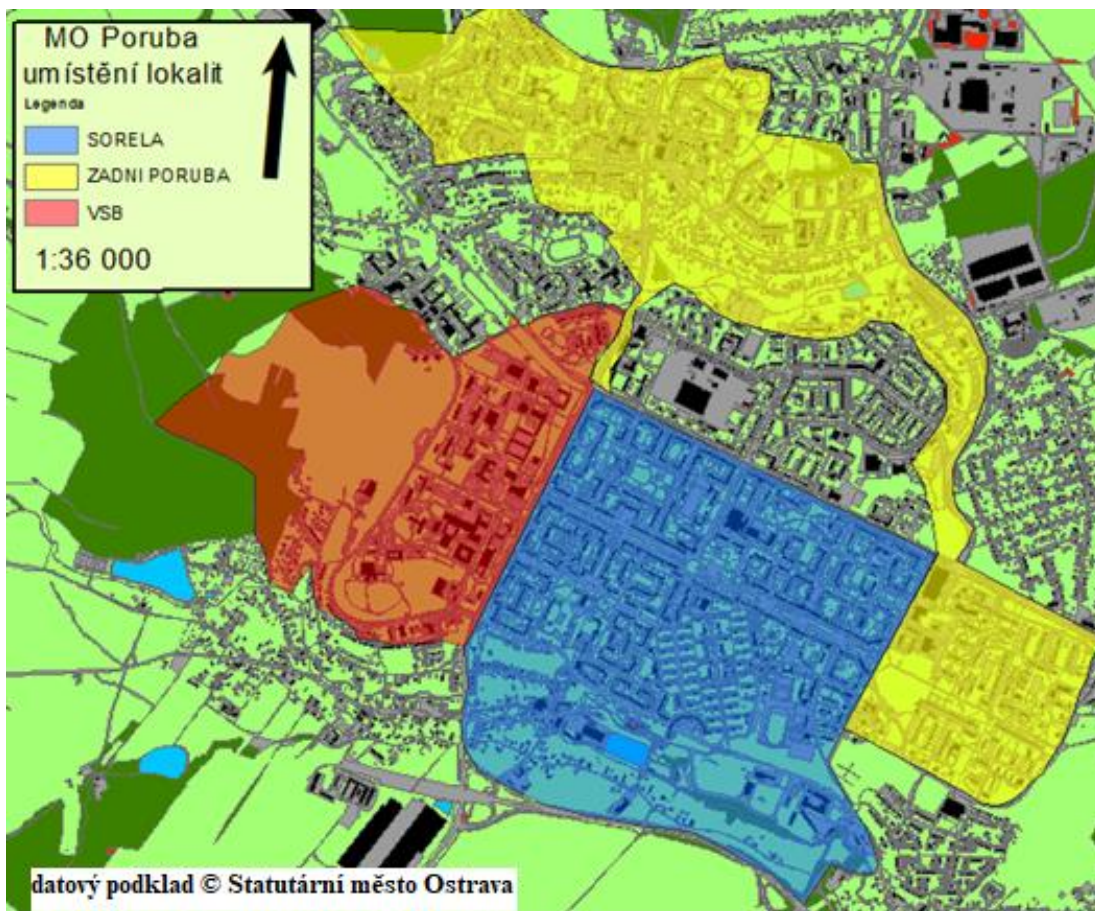 MO Poruba
umístění lokalit
Legenda
SORELA
ZADNI PORUBA
VSB
1:36 000
datový podklad © Statutární město Ostrava